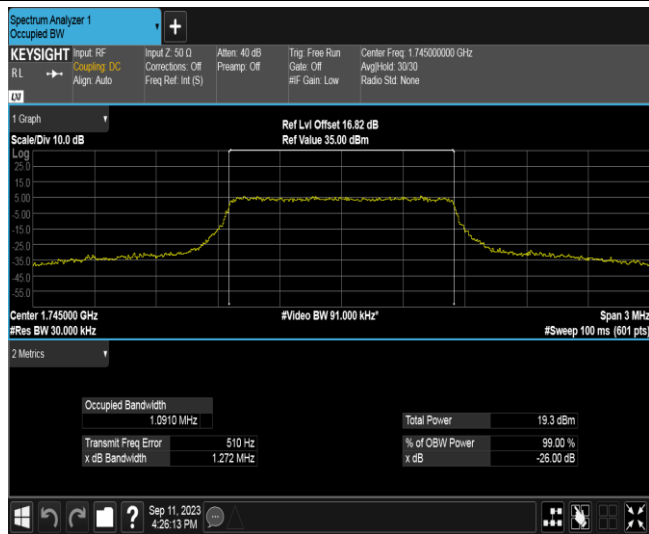 Spectrum Analyzer 1
Occupied BW
+
KEYSIGHT
RL
Input: RF
Coupling: DC
Align: Auto
Input Z: 50 Ω
Corrections: Off
Freq Ref: Int (S)
Atten: 40 dB
Preamp: Off
Trig: Free Run
Gate: Off
#IF Gain: Low
Center Freq: 1.745000000 GHz
Avg|Hold: 30/30
Radio Std: None
LXI
1 Graph
Scale/Div 10.0 dB
Ref Lvl Offset 16.82 dB
Ref Value 35.00 dBm
Log
25.0
15.0
5.00
-5.00
-15.0
-25.0
-35.0
-45.0
-55.0
Center 1.745000 GHz
#Res BW 30.000 kHz
#Video BW 91.000 kHz*
Span 3 MHz
#Sweep 100 ms (601 pts)
2 Metrics
Occupied Bandwidth
1.0910 MHz
Total Power 19.3 dBm
Transmit Freq Error 510 Hz
% of OBW Power 99.00 %
x dB Bandwidth 1.272 MHz
x dB -26.00 dB
?
Sep 11, 2023
4:26:13 PM